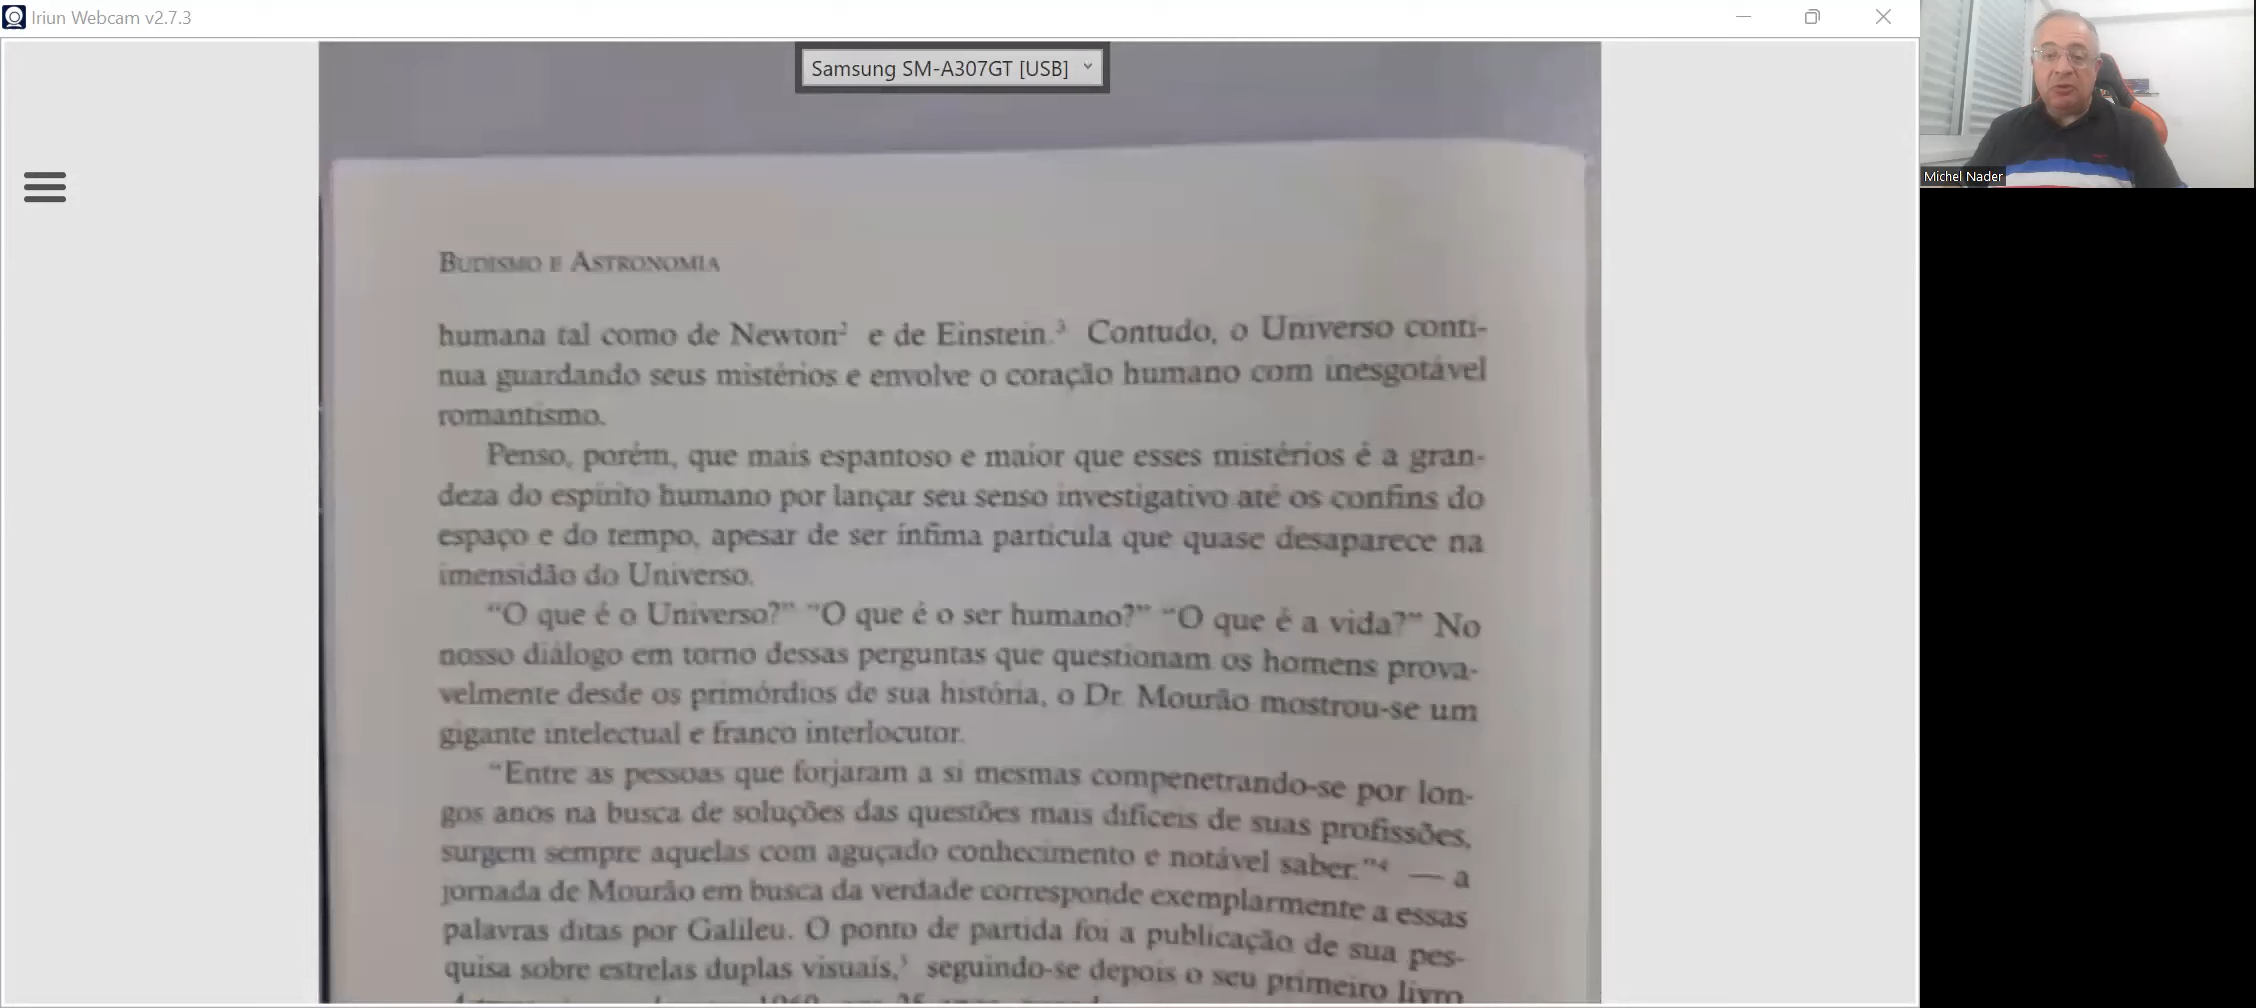 Iriun Webcam v2.7.3
Samsung SM-A307GT [USB]
Michel Nader
BUDISMO E ASTRONOMIA
humana tal como de Newton² e de Einstein.³ Contudo, o Universo conti-
nua guardando seus mistérios e envolve o coração humano com inesgotável
romantismo.
Penso, porém, que mais espantoso e maior que esses mistérios é a gran-
deza do espírito humano por lançar seu senso investigativo até os confins do
espaço e do tempo, apesar de ser ínfima partícula que quase desaparece na
imensidão do Universo.
“O que é o Universo?” “O que é o ser humano?” “O que é a vida?” No
nosso diálogo em torno dessas perguntas que questionam os homens prova-
velmente desde os primórdios de sua história, o Dr. Mourão mostrou-se um
gigante intelectual e franco interlocutor.
“Entre as pessoas que forjaram a si mesmas compenetrando-se por lon-
gos anos na busca de soluções das questões mais difíceis de suas profissões,
surgem sempre aquelas com aguçado conhecimento e notável saber.”⁴ — a
jornada de Mourão em busca da verdade corresponde exemplarmente a essas
palavras ditas por Galileu. O ponto de partida foi a publicação de sua pes-
quisa sobre estrelas duplas visuais,⁵ seguindo-se depois o seu primeiro livro